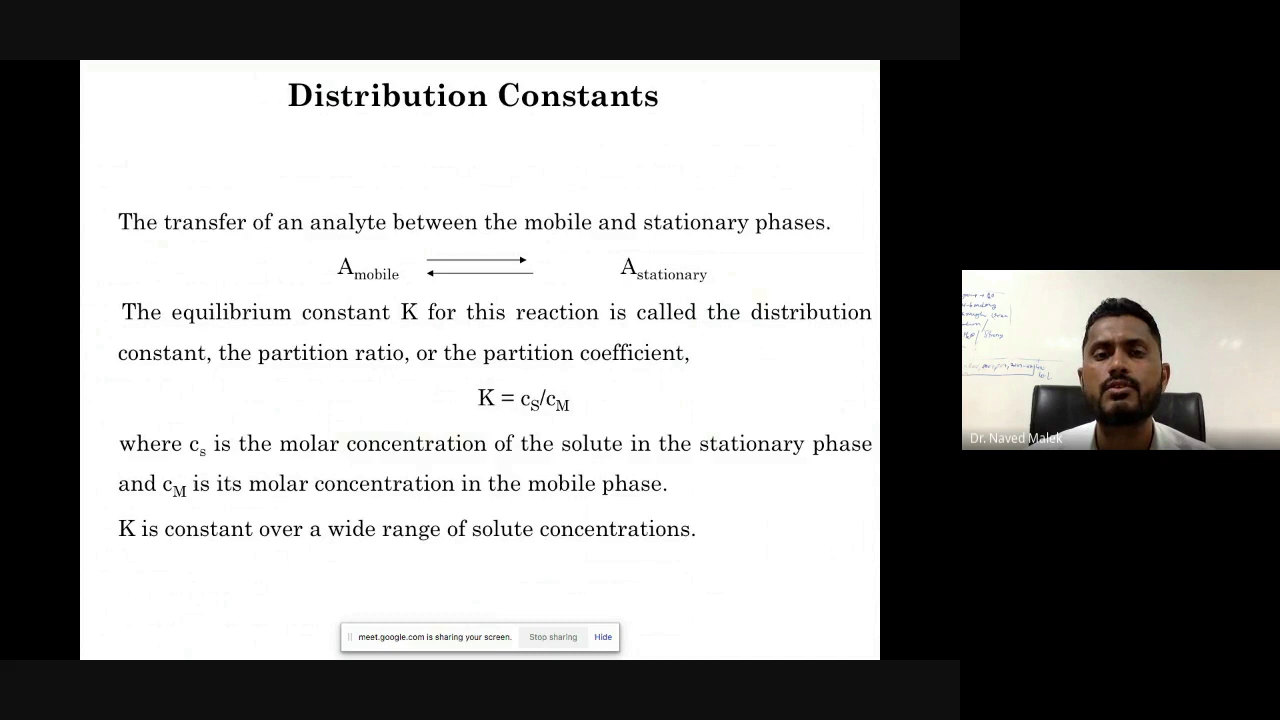 Distribution Constants
The transfer of an analyte between the mobile and stationary phases.
A mobile ⇌ A stationary
The equilibrium constant K for this reaction is called the distribution
constant, the partition ratio, or the partition coefficient,
K = cS/cM
where cs is the molar concentration of the solute in the stationary phase
and cM is its molar concentration in the mobile phase.
K is constant over a wide range of solute concentrations.
meet.google.com is sharing your screen. Stop sharing Hide
Dr. Naved Malek